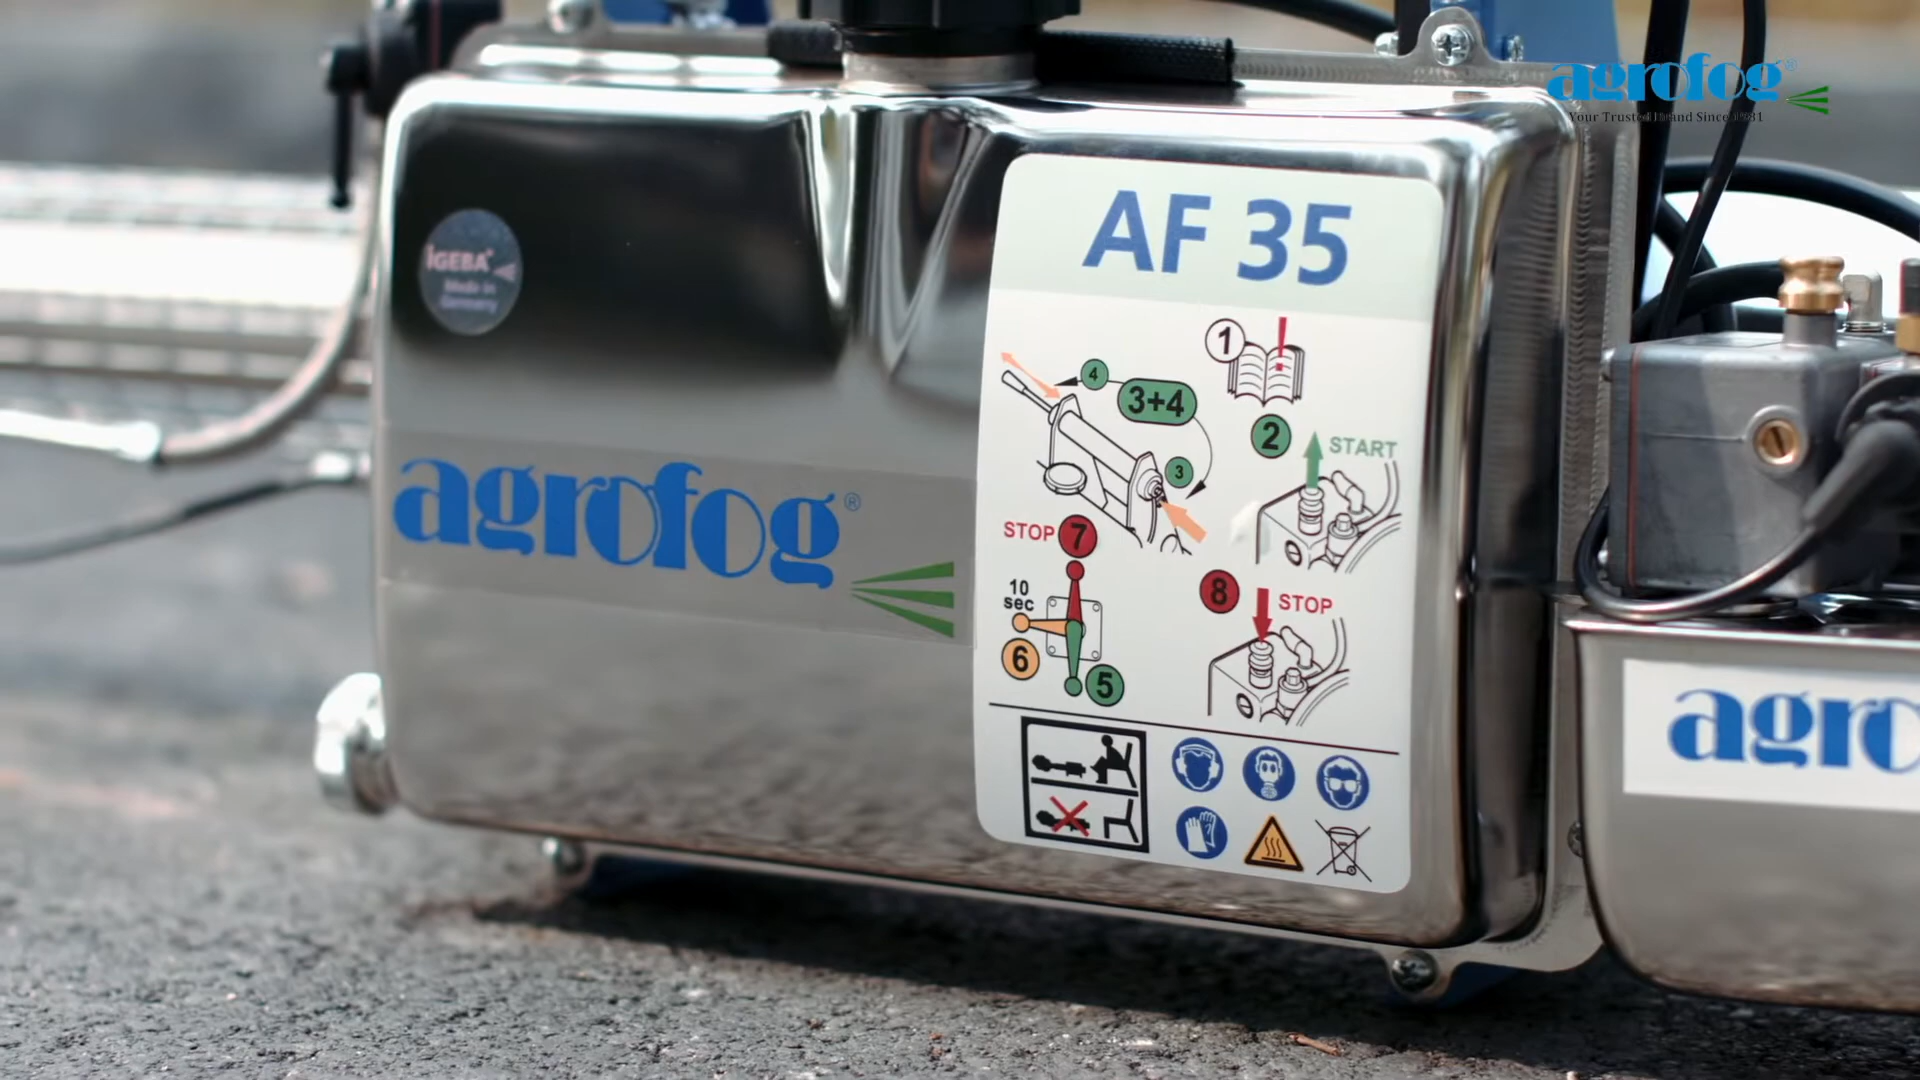 agrofog®
Your Trusted Brand Since 1981
IGEBA®
Made in
Germany
agrofog®
AF 35
1
4
3+4
2
START
3
STOP 7
10
sec
6
5
8
STOP
agro